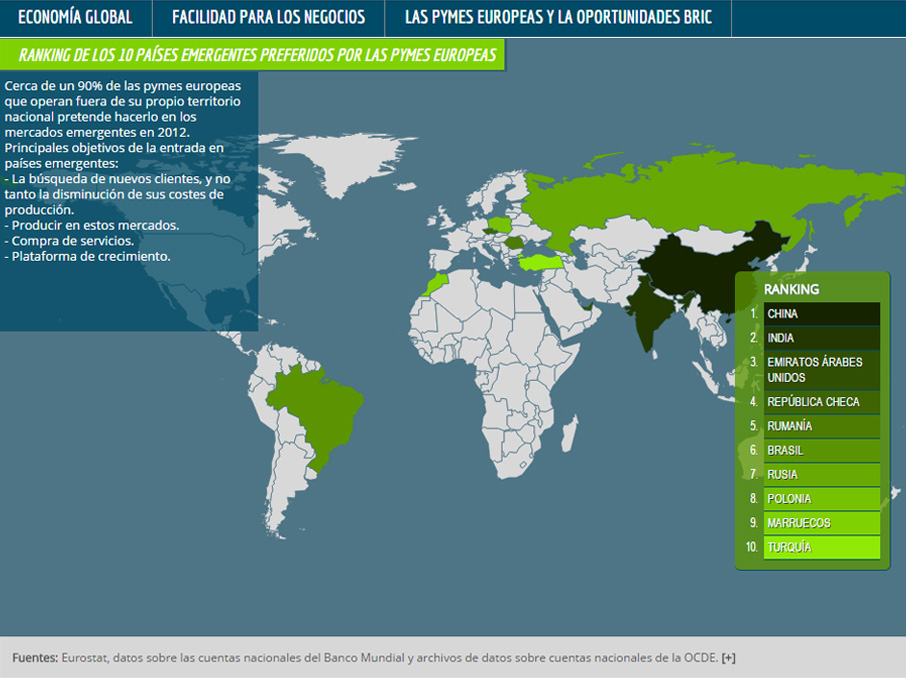 ECONOMÍA GLOBAL
FACILIDAD PARA LOS NEGOCIOS
LAS PYMES EUROPEAS Y LA OPORTUNIDADES BRIC
RANKING DE LOS 10 PAÍSES EMERGENTES PREFERIDOS POR LAS PYMES EUROPEAS
Cerca de un 90% de las pymes europeas
que operan fuera de su propio territorio
nacional pretende hacerlo en los
mercados emergentes en 2012.
Principales objetivos de la entrada en
países emergentes:
- La búsqueda de nuevos clientes, y no
tanto la disminución de sus costes de
producción.
- Producir en estos mercados.
- Compra de servicios.
- Plataforma de crecimiento.
RANKING
1. CHINA
2. INDIA
3. EMIRATOS ÁRABES
UNIDOS
4. REPÚBLICA CHECA
5. RUMANÍA
6. BRASIL
7. RUSIA
8. POLONIA
9. MARRUECOS
10. TURQUÍA
Fuentes: Eurostat, datos sobre las cuentas nacionales del Banco Mundial y archivos de datos sobre cuentas nacionales de la OCDE. [+]